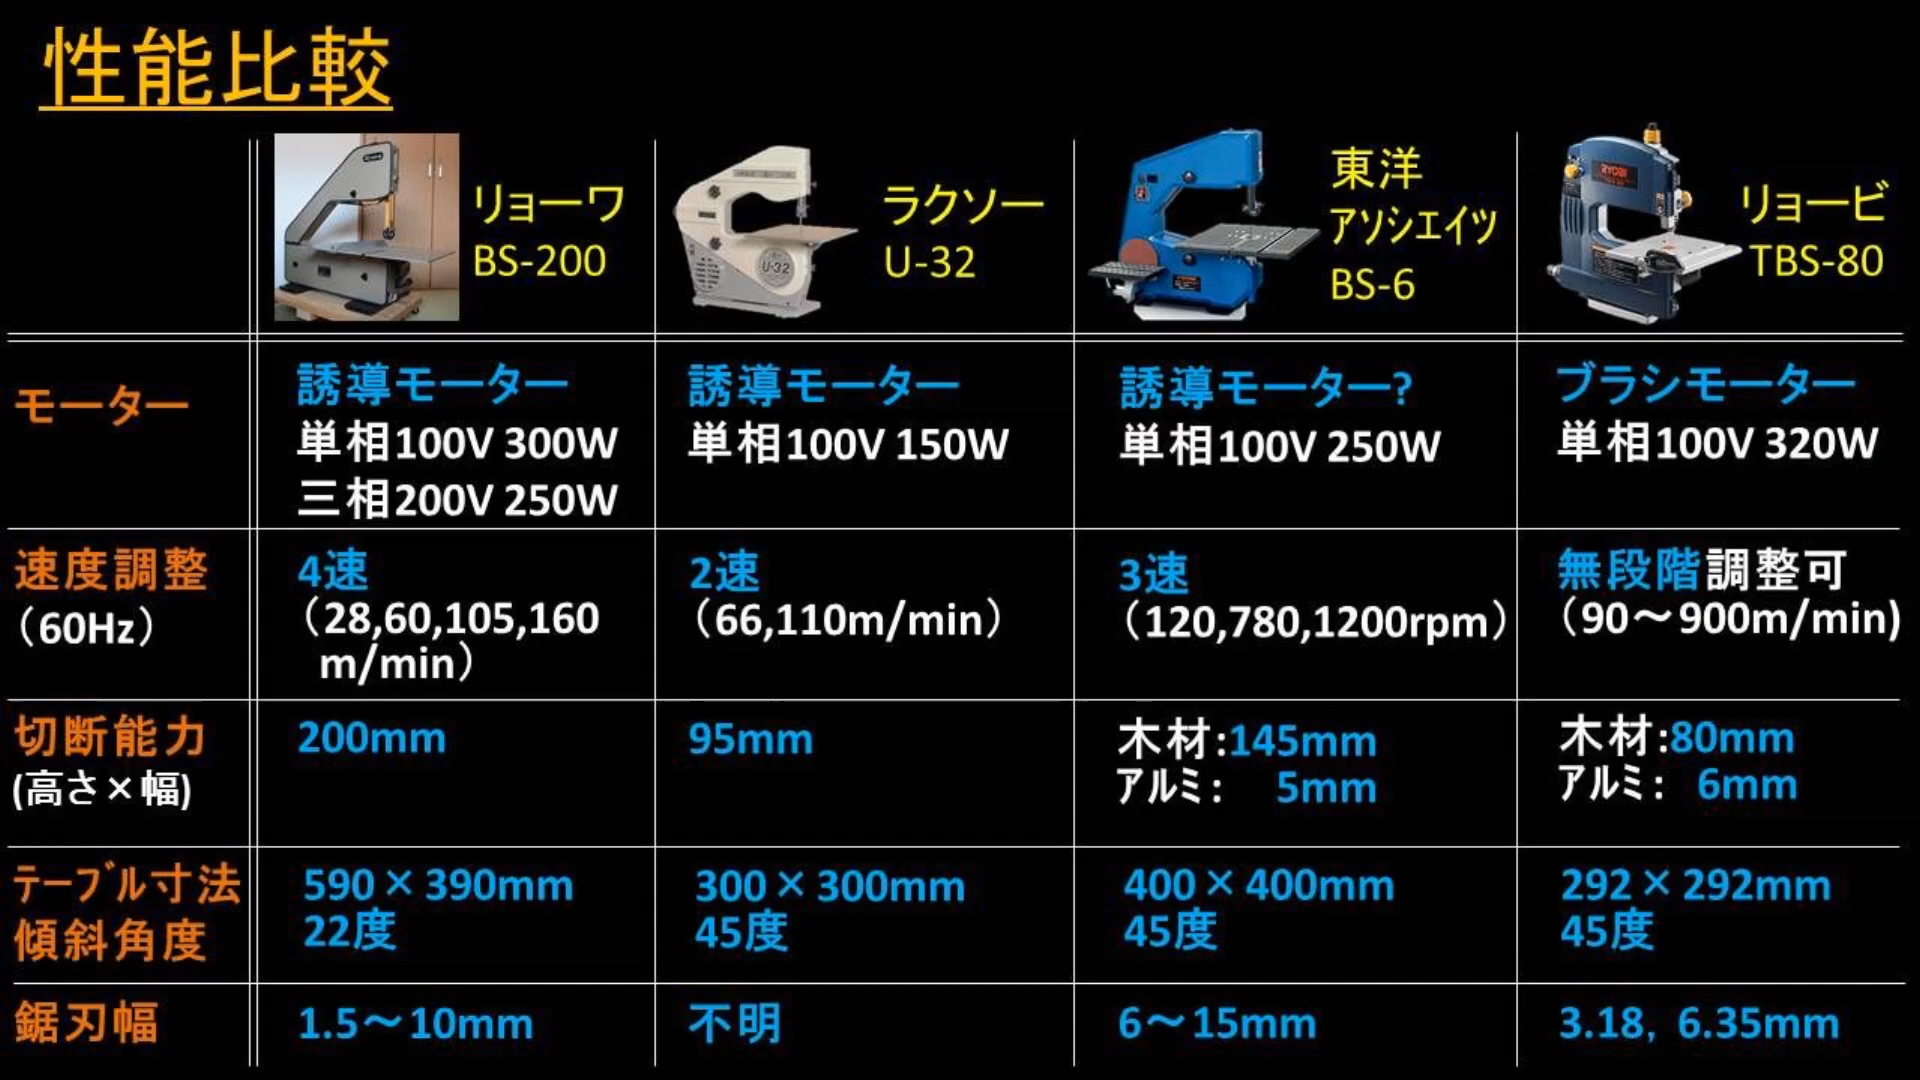 性能比較
リョーワ
BS-200
ラクソー
U-32
東洋
アソシエイツ
BS-6
リョービ
TBS-80
U-32
RYOBI
モーター
誘導モーター
単相100V 300W
三相200V 250W
誘導モーター
単相100V 150W
誘導モーター?
単相100V 250W
ブラシモーター
単相100V 320W
速度調整
（60Hz）
4速
（28,60,105,160
m/min）
2速
（66,110m/min）
3速
（120,780,1200rpm）
無段階調整可
（90～900m/min)
切断能力
(高さ×幅)
200mm
95mm
木材:145mm
アルミ: 5mm
木材:80mm
アルミ: 6mm
テーブル寸法
傾斜角度
590×390mm
22度
300×300mm
45度
400×400mm
45度
292×292mm
45度
鋸刃幅
1.5～10mm
不明
6～15mm
3.18, 6.35mm